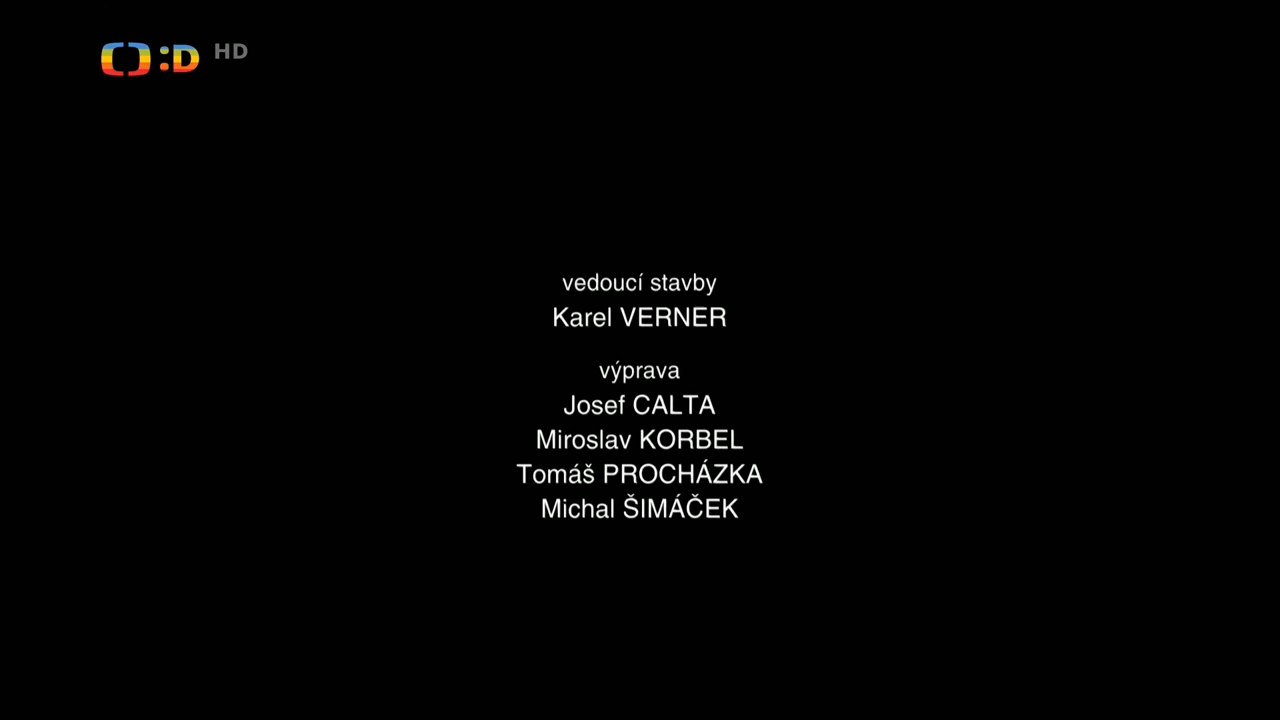 :D HD
vedoucí stavby
Karel VERNER
výprava
Josef CALTA
Miroslav KORBEL
Tomáš PROCHÁZKA
Michal ŠIMÁČEK